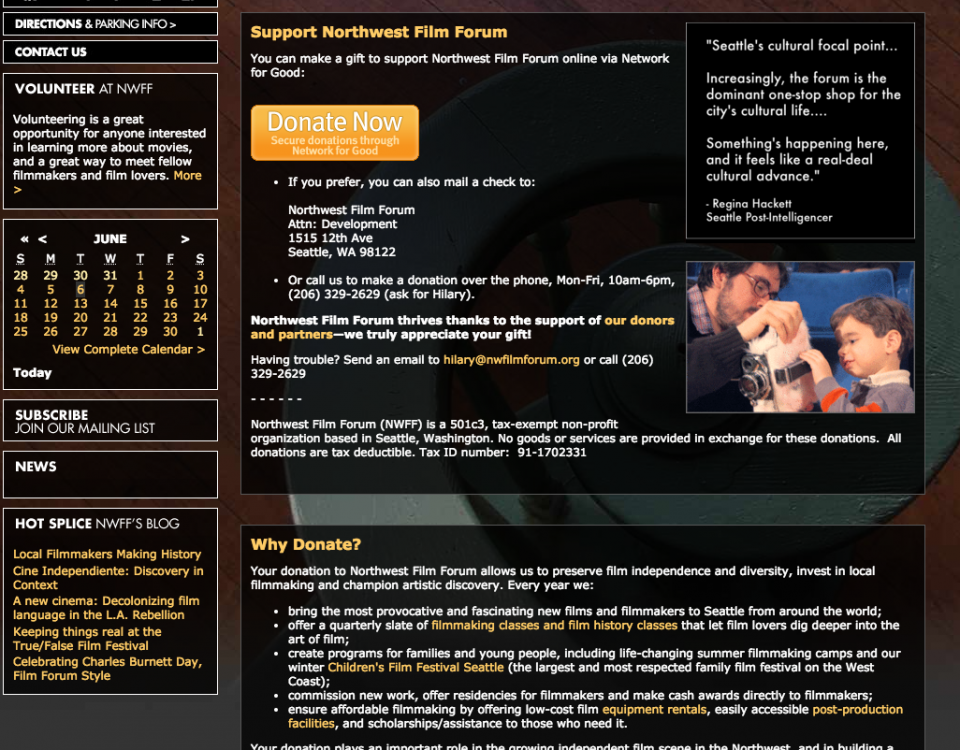 DIRECTIONS & PARKING INFO >
CONTACT US
VOLUNTEER AT NWFF
Volunteering is a great
opportunity for anyone interested
in learning more about movies,
and a great way to meet fellow
filmmakers and film lovers. More
>
« < JUNE >
S M T W T F S
28 29 30 31 1 2 3
4 5 6 7 8 9 10
11 12 13 14 15 16 17
18 19 20 21 22 23 24
25 26 27 28 29 30 1
View Complete Calendar >
Today
SUBSCRIBE
JOIN OUR MAILING LIST
NEWS
HOT SPLICE NWFF'S BLOG
Local Filmmakers Making History
Cine Independiente: Discovery in
Context
A new cinema: Decolonizing film
language in the L.A. Rebellion
Keeping things real at the
True/False Film Festival
Celebrating Charles Burnett Day,
Film Forum Style
Support Northwest Film Forum
You can make a gift to support Northwest Film Forum online via Network
for Good:
Donate Now
Secure donations through
Network for Good
• If you prefer, you can also mail a check to:
Northwest Film Forum
Attn: Development
1515 12th Ave
Seattle, WA 98122
• Or call us to make a donation over the phone, Mon-Fri, 10am-6pm,
(206) 329-2629 (ask for Hilary).
Northwest Film Forum thrives thanks to the support of our donors
and partners—we truly appreciate your gift!
Having trouble? Send an email to hilary@nwfilmforum.org or call (206)
329-2629
- - - - - -
Northwest Film Forum (NWFF) is a 501c3, tax-exempt non-profit
organization based in Seattle, Washington. No goods or services are provided in exchange for these donations. All
donations are tax deductible. Tax ID number: 91-1702331
"Seattle's cultural focal point...
Increasingly, the forum is the
dominant one-stop shop for the
city's cultural life....
Something's happening here,
and it feels like a real-deal
cultural advance."
- Regina Hackett
Seattle Post-Intelligencer
Why Donate?
Your donation to Northwest Film Forum allows us to preserve film independence and diversity, invest in local
filmmaking and champion artistic discovery. Every year we:
• bring the most provocative and fascinating new films and filmmakers to Seattle from around the world;
• offer a quarterly slate of filmmaking classes and film history classes that let film lovers dig deeper into the
art of film;
• create programs for families and young people, including life-changing summer filmmaking camps and our
winter Children's Film Festival Seattle (the largest and most respected family film festival on the West
Coast);
• commission new work, offer residencies for filmmakers and make cash awards directly to filmmakers;
• ensure affordable filmmaking by offering low-cost film equipment rentals, easily accessible post-production
facilities, and scholarships/assistance to those who need it.
Your donation plays an important role in the growing independent film scene in the Northwest, and in building a